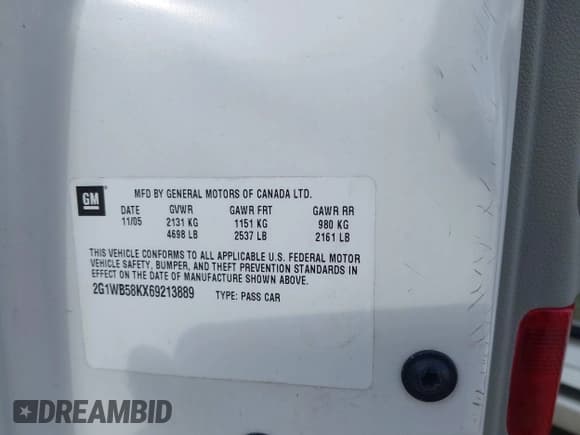 GM
MFD BY GENERAL MOTORS OF CANADA LTD.
DATE GVWR GAWR FRT GAWR RR
11/05 2131 KG 1151 KG 980 KG
4698 LB 2537 LB 2161 LB
THIS VEHICLE CONFORMS TO ALL APPLICABLE U.S. FEDERAL MOTOR
VEHICLE SAFETY, BUMPER, AND THEFT PREVENTION STANDARDS IN
EFFECT ON THE DATE OF MANUFACTURE SHOWN ABOVE.
2G1WB58KX69213889 TYPE: PASS CAR
DREAMBID